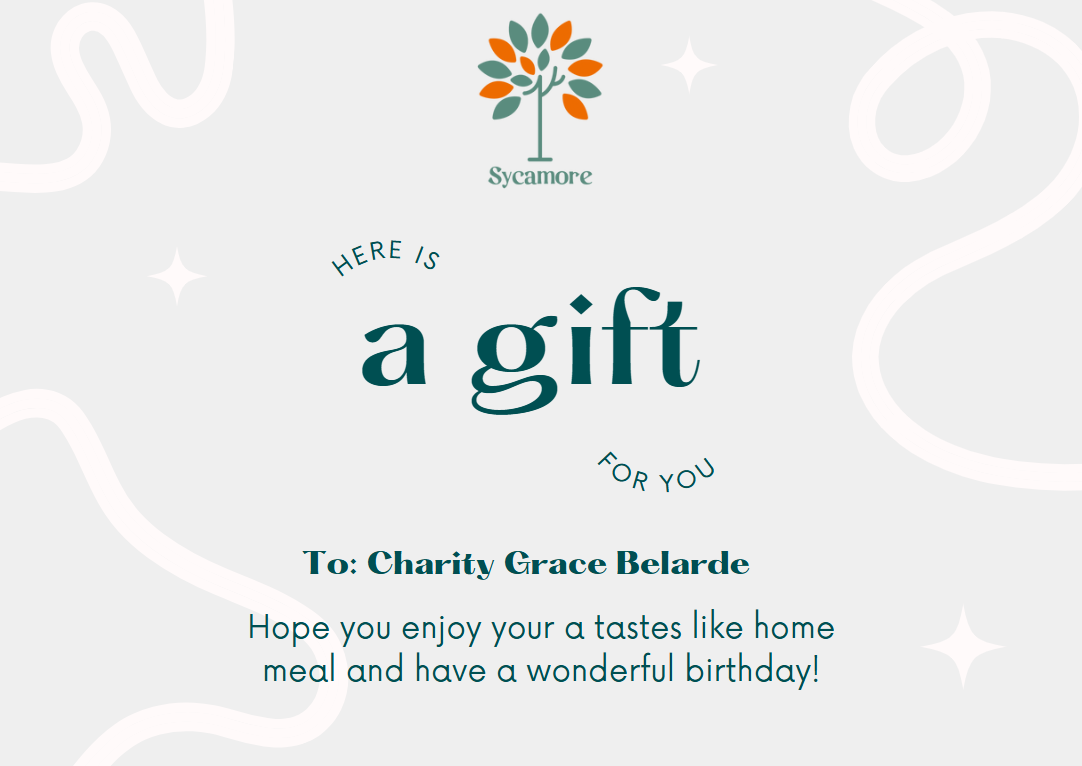 Sycamore
HERE IS
a gift
FOR YOU
To: Charity Grace Belarde
Hope you enjoy your a tastes like home
meal and have a wonderful birthday!